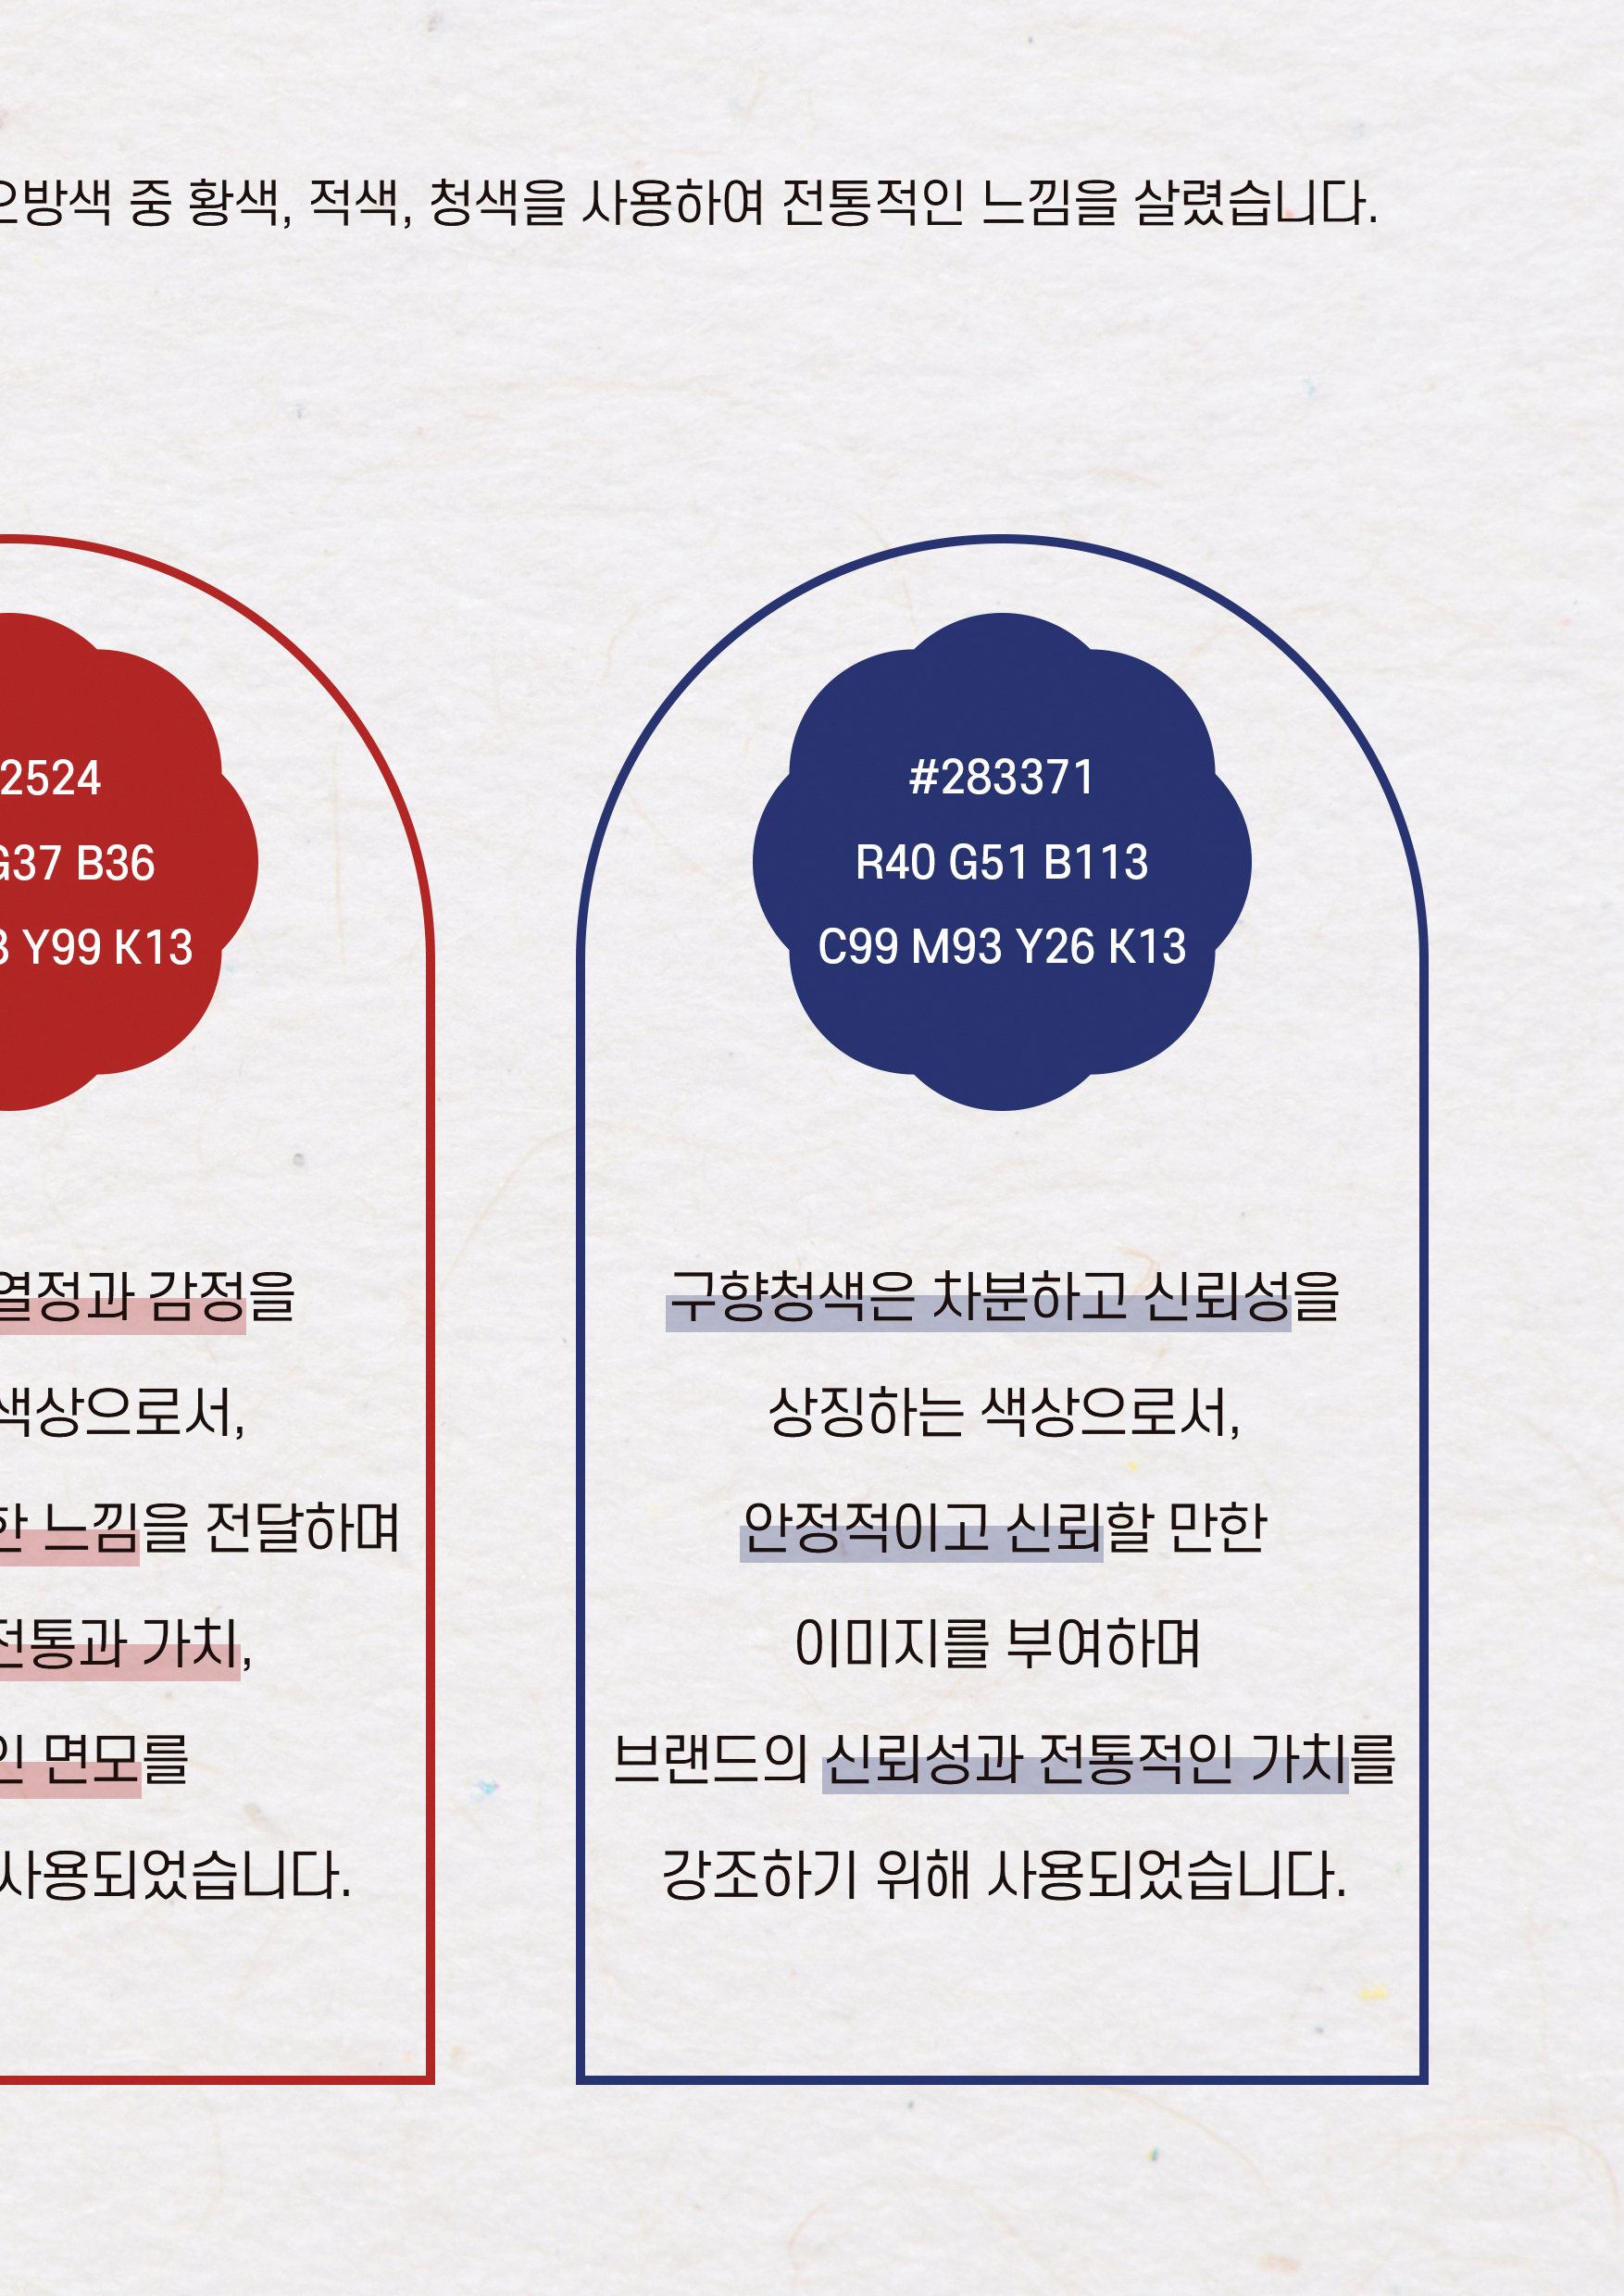 오방색 중 황색, 적색, 청색을 사용하여 전통적인 느낌을 살렸습니다.
2524
G37 B36
Y99 K13
열정과 감정을
색상으로서,
느낌을 전달하며
전통과 가치,
면모를
사용되었습니다.
#283371
R40 G51 B113
C99 M93 Y26 K13
구향청색은 차분하고 신뢰성을
상징하는 색상으로서,
안정적이고 신뢰할 만한
이미지를 부여하며
브랜드의 신뢰성과 전통적인 가치를
강조하기 위해 사용되었습니다.